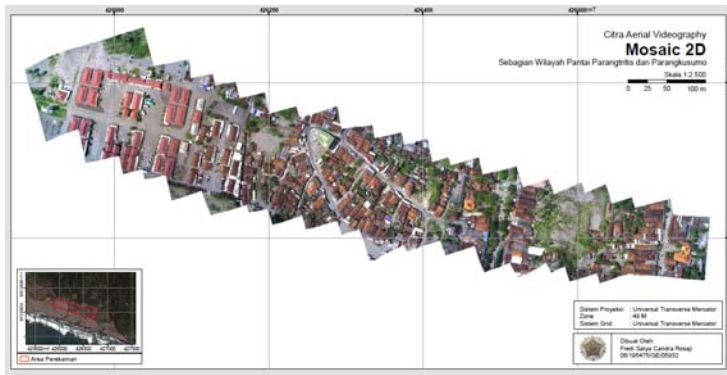 Citra Aerial Videography
Mosaic 2D
Sebagian Wilayah Pantai Parangtritis dan Parangkusumo
Skala 1:2.500
0 25 50 100 m
Area Perekaman
Sistem Proyeksi : Universal Transverse Mercator
Zone : 49 M
Sistem Grid : Universal Transverse Mercator
Dibuat Oleh:
Fredi Satya Candra Rosaji